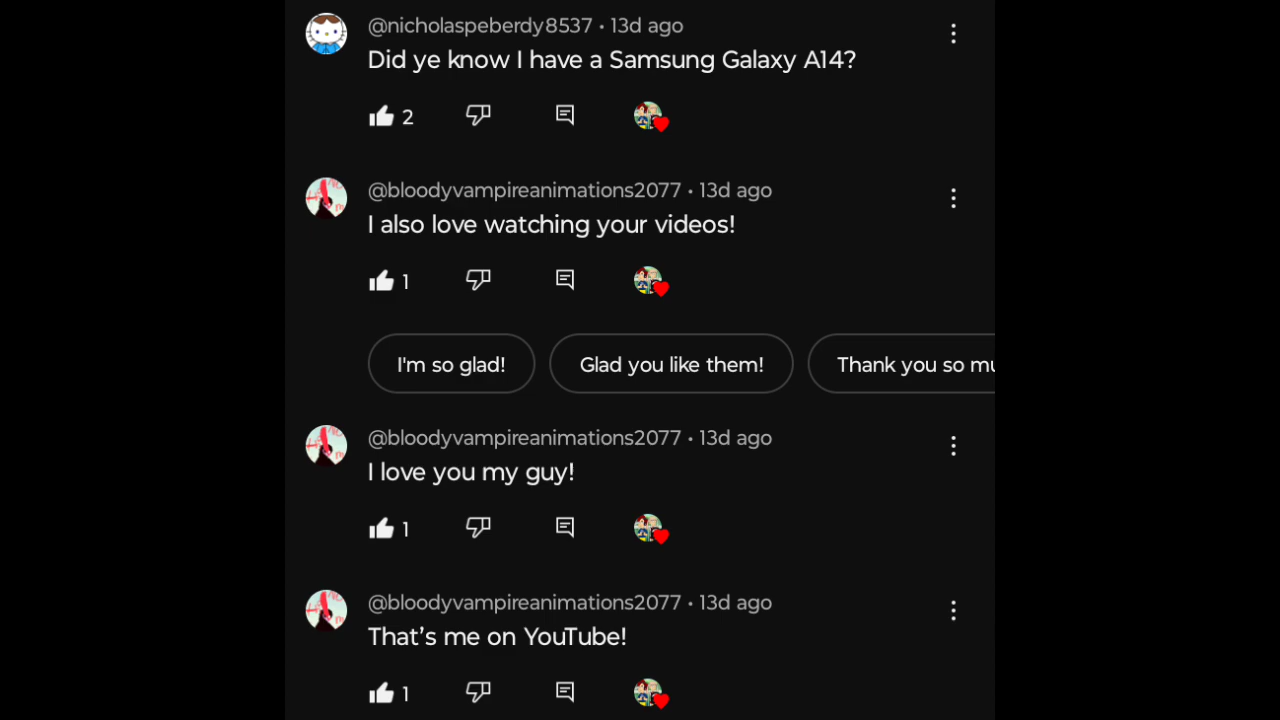 @nicholaspeberdy8537 • 13d ago
Did ye know I have a Samsung Galaxy A14?
2
@bloodyvampireanimations2077 • 13d ago
I also love watching your videos!
1
I'm so glad! Glad you like them! Thank you so mu
@bloodyvampireanimations2077 • 13d ago
I love you my guy!
1
@bloodyvampireanimations2077 • 13d ago
That’s me on YouTube!
1